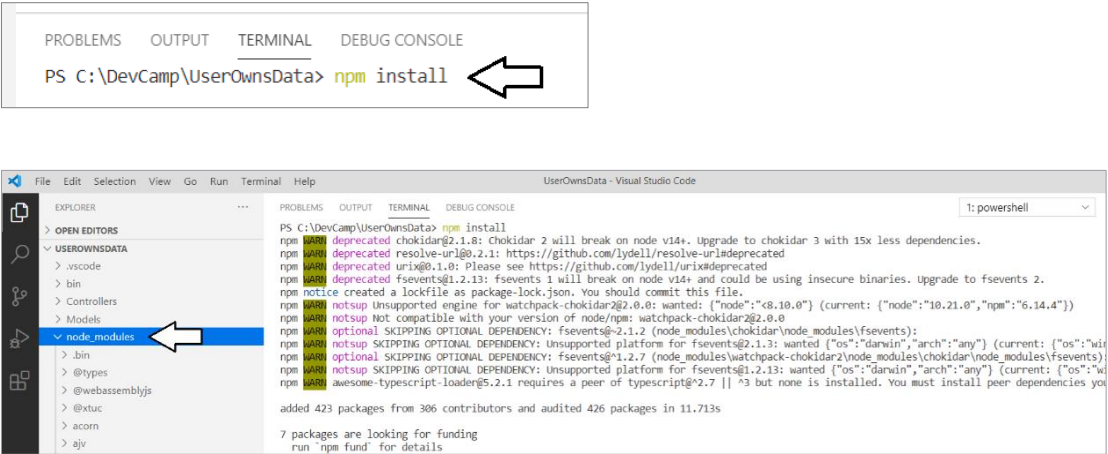 PROBLEMS OUTPUT TERMINAL DEBUG CONSOLE
PS C:\DevCamp\UserOwnsData> npm install
File Edit Selection View Go Run Terminal Help
UserOwnsData - Visual Studio Code
EXPLORER
OPEN EDITORS
USEROWNSDATA
.vscode
bin
Controllers
Models
node_modules
.bin
@types
@webassemblyjs
@xtuc
acorn
ajv
PROBLEMS OUTPUT TERMINAL DEBUG CONSOLE
1: powershell
PS C:\DevCamp\UserOwnsData> npm install
npm WARN deprecated chokidar@2.1.8: Chokidar 2 will break on node v14+. Upgrade to chokidar 3 with 15x less dependencies.
npm WARN deprecated resolve-url@0.2.1: https://github.com/lydell/resolve-url#deprecated
npm WARN deprecated urix@0.1.0: Please see https://github.com/lydell/urix#deprecated
npm WARN deprecated fsevents@1.2.13: fsevents 1 will break on node v14+ and could be using insecure binaries. Upgrade to fsevents 2.
npm notice created a lockfile as package-lock.json. You should commit this file.
npm WARN notsup Unsupported engine for watchpack-chokidar2@2.0.0: wanted: {"node":"<8.10.0"} (current: {"node":"10.21.0","npm":"6.14.4"})
npm WARN notsup Not compatible with your version of node/npm: watchpack-chokidar2@2.0.0
npm WARN optional SKIPPING OPTIONAL DEPENDENCY: fsevents@~2.1.2 (node_modules\chokidar\node_modules\fsevents):
npm WARN notsup SKIPPING OPTIONAL DEPENDENCY: Unsupported platform for fsevents@2.1.3: wanted {"os":"darwin","arch":"any"} (current: {"os":"win
npm WARN optional SKIPPING OPTIONAL DEPENDENCY: fsevents@^1.2.7 (node_modules\watchpack-chokidar2\node_modules\chokidar\node_modules\fsevents):
npm WARN notsup SKIPPING OPTIONAL DEPENDENCY: Unsupported platform for fsevents@1.2.13: wanted {"os":"darwin","arch":"any"} (current: {"os":"wi
npm WARN awesome-typescript-loader@5.2.1 requires a peer of typescript@^2.7 || ^3 but none is installed. You must install peer dependencies you
added 423 packages from 306 contributors and audited 426 packages in 11.713s
7 packages are looking for funding
run `npm fund` for details